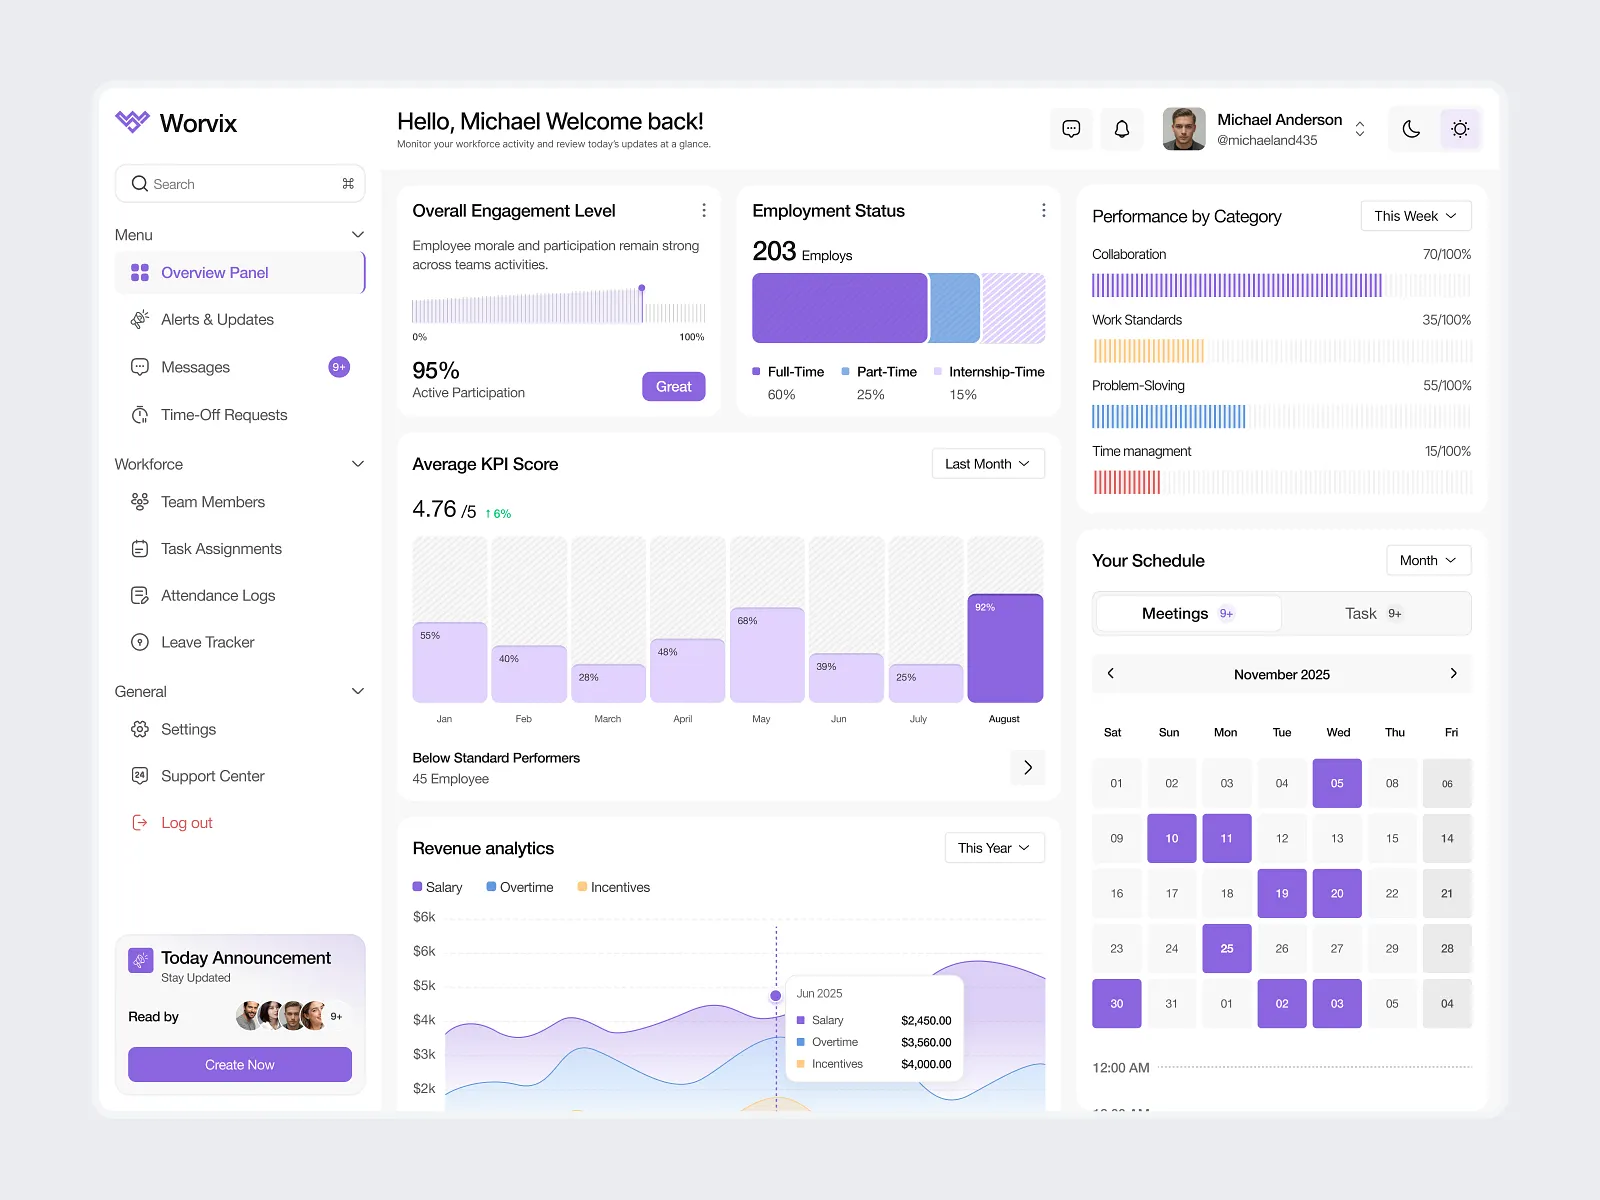 Worvix
Search
⌘
Menu
Overview Panel
Alerts & Updates
Messages
9+
Time-Off Requests
Workforce
Team Members
Task Assignments
Attendance Logs
Leave Tracker
General
Settings
24
Support Center
Log out
Today Announcement
Stay Updated
Read by
9+
Create Now
Hello, Michael Welcome back!
Monitor your workforce activity and review today's updates at a glance.
Michael Anderson
@michaeland435
Overall Engagement Level
Employee morale and participation remain strong
across teams activities.
0%
100%
95%
Active Participation
Great
Employment Status
203 Employs
Full-Time
Part-Time
Internship-Time
60%
25%
15%
Average KPI Score
Last Month
4.76 /5 ↑ 6%
55%
40%
28%
48%
68%
39%
25%
92%
Jan
Feb
March
April
May
Jun
July
August
Below Standard Performers
45 Employee
Revenue analytics
This Year
Salary
Overtime
Incentives
$6k
$6k
$5k
$4k
$3k
$2k
Jun 2025
Salary $2,450.00
Overtime $3,560.00
Incentives $4,000.00
Performance by Category
This Week
Collaboration 70/100%
Work Standards 35/100%
Problem-Sloving 55/100%
Time managment 15/100%
Your Schedule
Month
Meetings 9+
Task 9+
November 2025
Sat Sun Mon Tue Wed Thu Fri
01 02 03 04 05 08 06
09 10 11 12 13 15 14
16 17 18 19 20 22 21
23 24 25 26 27 29 28
30 31 01 02 03 05 04
12:00 AM